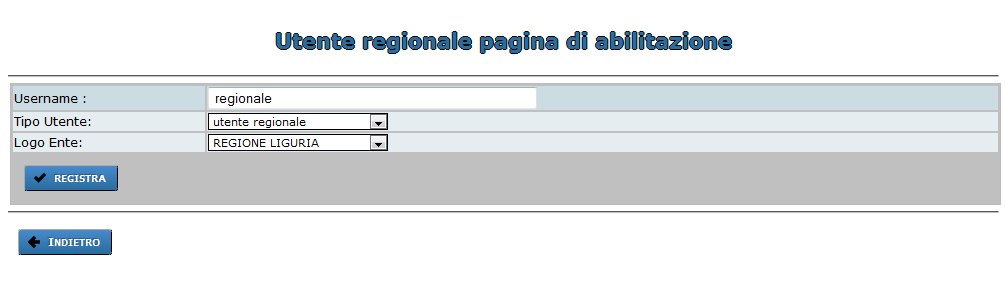 Utente regionale pagina di abilitazione
Username : regionale
Tipo Utente: utente regionale
Logo Ente: REGIONE LIGURIA
REGISTRA
INDIETRO